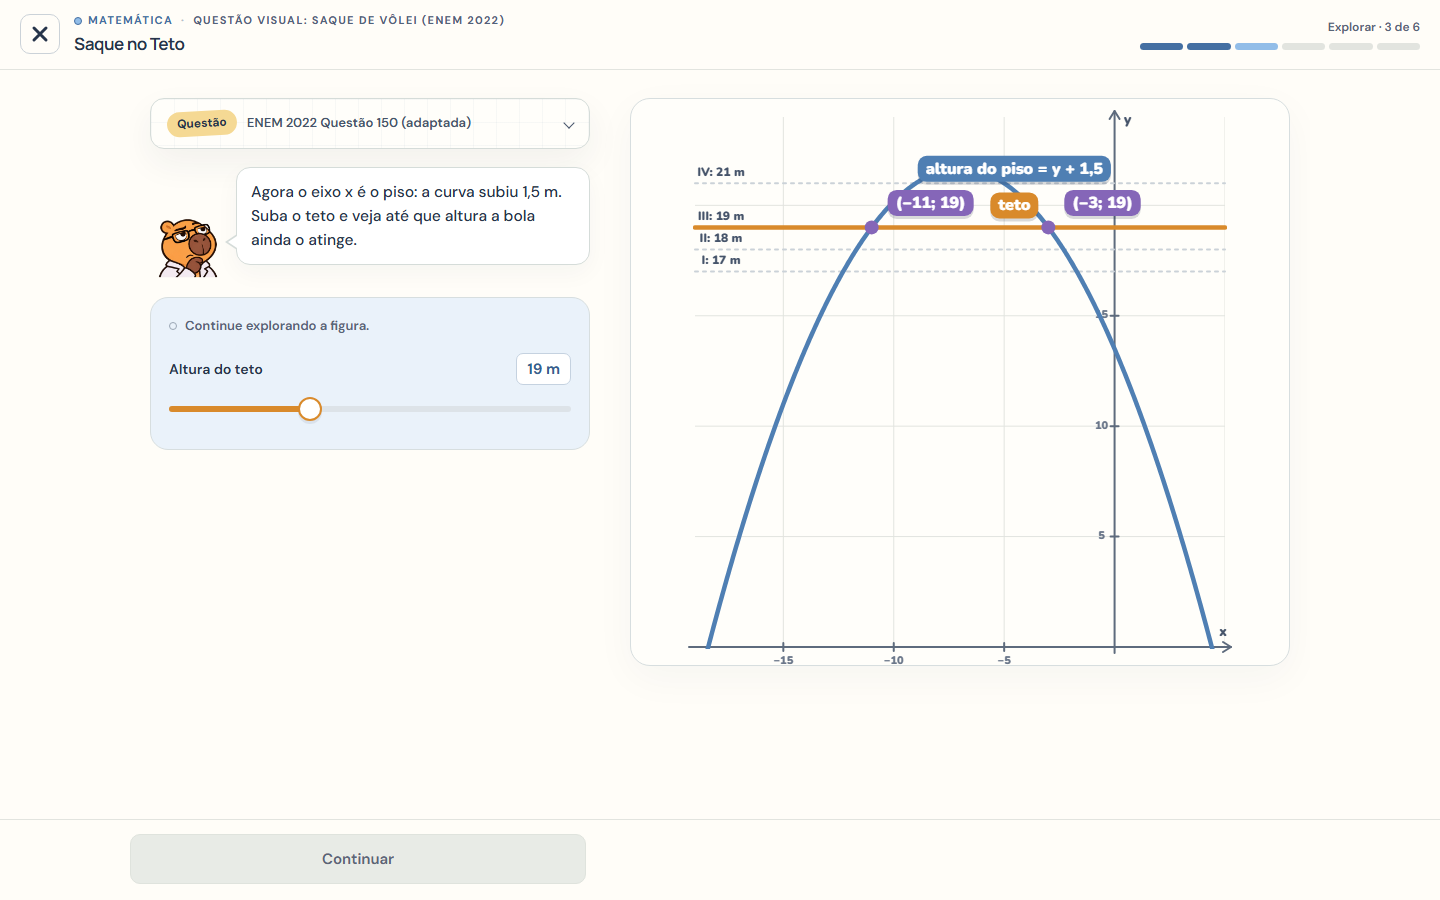 MATEMÁTICA · QUESTÃO VISUAL: SAQUE DE VÔLEI (ENEM 2022)
Saque no Teto
Explorar · 3 de 6
Questão ENEM 2022 Questão 150 (adaptada)
Agora o eixo x é o piso: a curva subiu 1,5 m.
Suba o teto e veja até que altura a bola
ainda o atinge.
Continue explorando a figura.
Altura do teto 19 m
y
altura do piso = y + 1,5
IV: 21 m
(−11; 19) teto (−3; 19)
III: 19 m
II: 18 m
I: 17 m
15
10
5
x
−15 −10 −5
Continuar